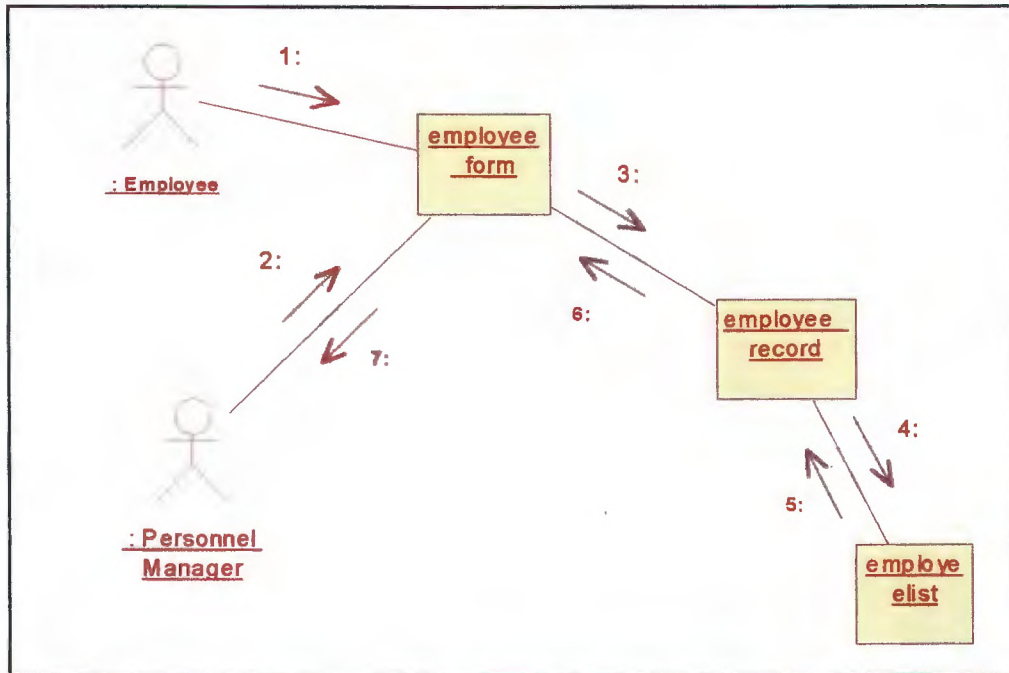 1:
: Employee
employee
form
3:
2:
6:
7:
employee
record
4:
5:
: Personnel
Manager
employe
elist